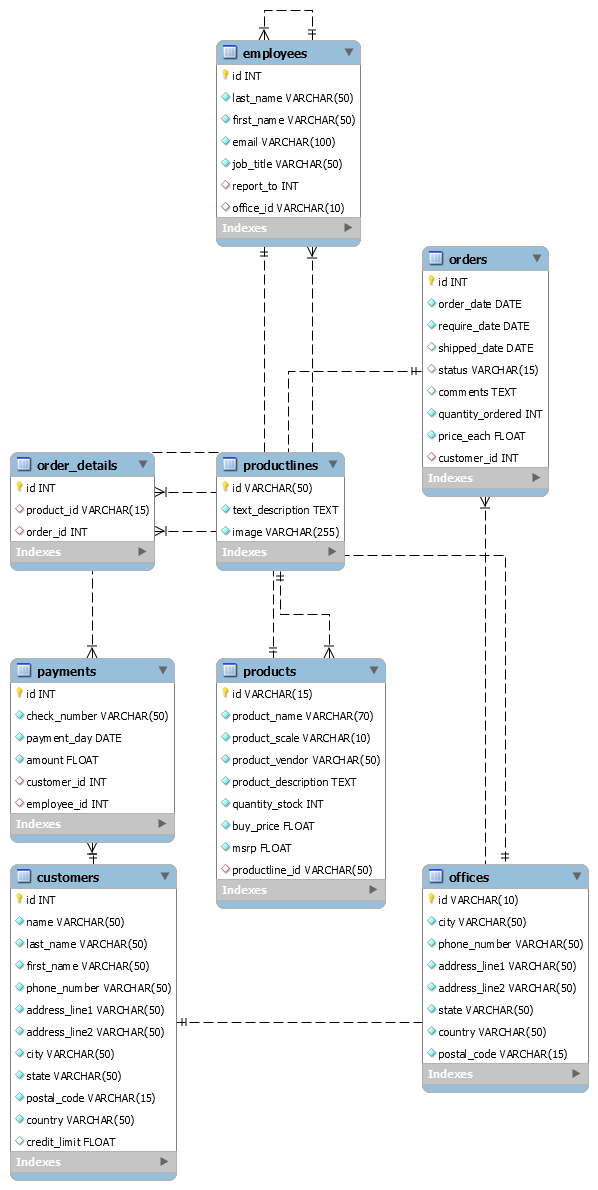 employees
id INT
last_name VARCHAR(50)
first_name VARCHAR(50)
email VARCHAR(100)
job_title VARCHAR(50)
report_to INT
office_id VARCHAR(10)
Indexes
orders
id INT
order_date DATE
require_date DATE
shipped_date DATE
status VARCHAR(15)
comments TEXT
quantity_ordered INT
price_each FLOAT
customer_id INT
Indexes
order_details
id INT
product_id VARCHAR(15)
order_id INT
Indexes
productlines
id VARCHAR(50)
text_description TEXT
image VARCHAR(255)
Indexes
payments
id INT
check_number VARCHAR(50)
payment_day DATE
amount FLOAT
customer_id INT
employee_id INT
Indexes
products
id VARCHAR(15)
product_name VARCHAR(70)
product_scale VARCHAR(10)
product_vendor VARCHAR(50)
product_description TEXT
quantity_stock INT
buy_price FLOAT
msrp FLOAT
productline_id VARCHAR(50)
Indexes
customers
id INT
name VARCHAR(50)
last_name VARCHAR(50)
first_name VARCHAR(50)
phone_number VARCHAR(50)
address_line1 VARCHAR(50)
address_line2 VARCHAR(50)
city VARCHAR(50)
state VARCHAR(50)
postal_code VARCHAR(15)
country VARCHAR(50)
credit_limit FLOAT
Indexes
offices
id VARCHAR(10)
city VARCHAR(50)
phone_number VARCHAR(50)
address_line1 VARCHAR(50)
address_line2 VARCHAR(50)
state VARCHAR(50)
country VARCHAR(50)
postal_code VARCHAR(15)
Indexes